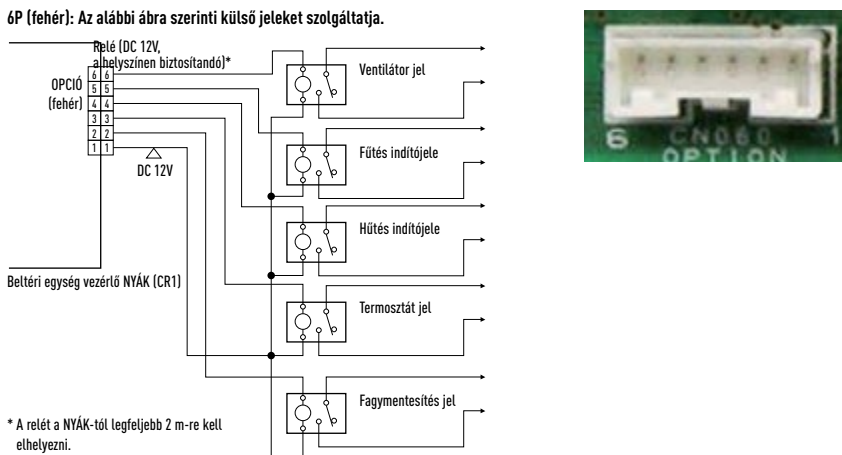 6P (fehér): Az alábbi ábra szerinti külső jeleket szolgáltatja.
Relé (DC 12V,
a helyszínen biztosítandó)*
OPCIÓ
(fehér)
6 6
5 5
4 4
3 3
2 2
1 1
DC 12V
Ventilátor jel
Fűtés indítójele
Hűtés indítójele
Termosztát jel
Fagymentesítés jel
Beltéri egység vezérlő NYÁK (CR1)
* A relét a NYÁK-tól legfeljebb 2 m-re kell
elhelyezni.
6 CN060 1
OPTION